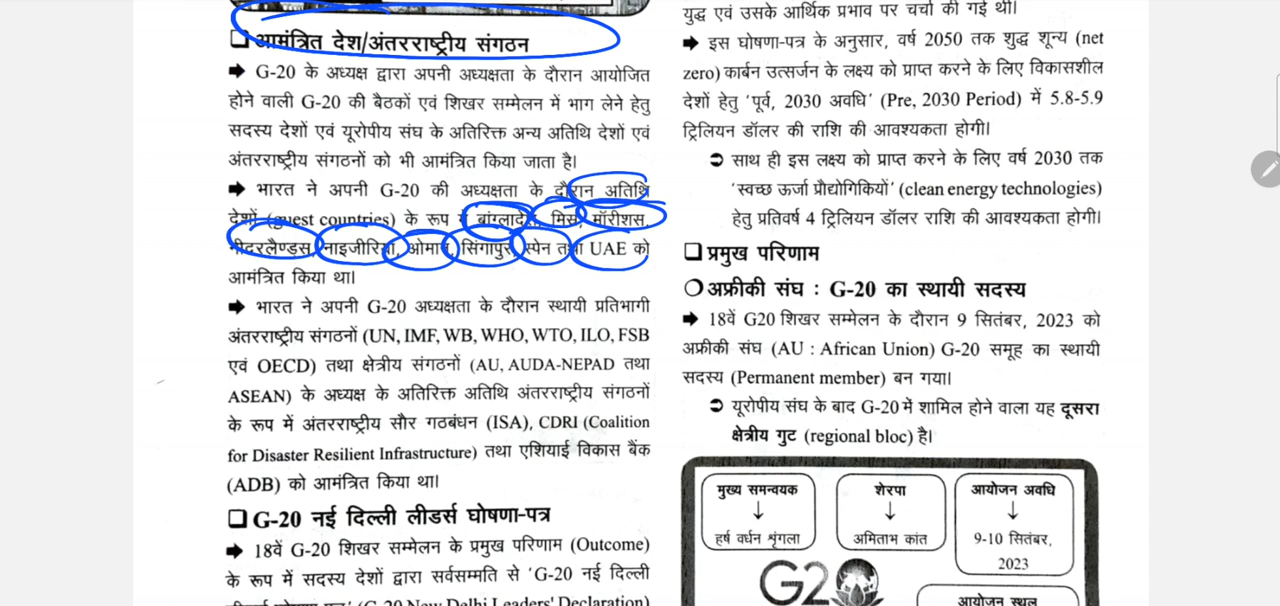 ❑ आमंत्रित देश/अंतरराष्ट्रीय संगठन
➡ G-20 के अध्यक्ष द्वारा अपनी अध्यक्षता के दौरान आयोजित
होने वाली G-20 की बैठकों एवं शिखर सम्मेलन में भाग लेने हेतु
सदस्य देशों एवं यूरोपीय संघ के अतिरिक्त अन्य अतिथि देशों एवं
अंतरराष्ट्रीय संगठनों को भी आमंत्रित किया जाता है।
➡ भारत ने अपनी G-20 की अध्यक्षता के दौरान अतिथि
देशों (guest countries) के रूप में बांग्लादेश, मिस्र, मॉरीशस,
नीदरलैण्डस, नाइजीरिया, ओमान, सिंगापुर, स्पेन तथा UAE को
आमंत्रित किया था।
➡ भारत ने अपनी G-20 अध्यक्षता के दौरान स्थायी प्रतिभागी
अंतरराष्ट्रीय संगठनों (UN, IMF, WB, WHO, WTO, ILO, FSB
एवं OECD) तथा क्षेत्रीय संगठनों (AU, AUDA-NEPAD तथा
ASEAN) के अध्यक्ष के अतिरिक्त अतिथि अंतरराष्ट्रीय संगठनों
के रूप में अंतरराष्ट्रीय सौर गठबंधन (ISA), CDRI (Coalition
for Disaster Resilient Infrastructure) तथा एशियाई विकास बैंक
(ADB) को आमंत्रित किया था।
❑ G-20 नई दिल्ली लीडर्स घोषणा-पत्र
➡ 18वें G-20 शिखर सम्मेलन के प्रमुख परिणाम (Outcome)
के रूप में सदस्य देशों द्वारा सर्वसम्मति से 'G-20 नई दिल्ली
(G-20 New Delhi Leaders' Declaration)
युद्ध एवं उसके आर्थिक प्रभाव पर चर्चा की गई थी।
➡ इस घोषणा-पत्र के अनुसार, वर्ष 2050 तक शुद्ध शून्य (net
zero) कार्बन उत्सर्जन के लक्ष्य को प्राप्त करने के लिए विकासशील
देशों हेतु 'पूर्व, 2030 अवधि' (Pre, 2030 Period) में 5.8-5.9
ट्रिलियन डॉलर की राशि की आवश्यकता होगी।
➲ साथ ही इस लक्ष्य को प्राप्त करने के लिए वर्ष 2030 तक
'स्वच्छ ऊर्जा प्रौद्योगिकियों' (clean energy technologies)
हेतु प्रतिवर्ष 4 ट्रिलियन डॉलर राशि की आवश्यकता होगी।
❑ प्रमुख परिणाम
○ अफ्रीकी संघ : G-20 का स्थायी सदस्य
➡ 18वें G20 शिखर सम्मेलन के दौरान 9 सितंबर, 2023 को
अफ्रीकी संघ (AU : African Union) G-20 समूह का स्थायी
सदस्य (Permanent member) बन गया।
➲ यूरोपीय संघ के बाद G-20 में शामिल होने वाला यह दूसरा
क्षेत्रीय गुट (regional bloc) है।
मुख्य समन्वयक
↓
हर्ष वर्धन शृंगला
शेरपा
↓
अमिताभ कांत
आयोजन अवधि
↓
9-10 सितंबर,
2023
G20
आयोजन स्थल